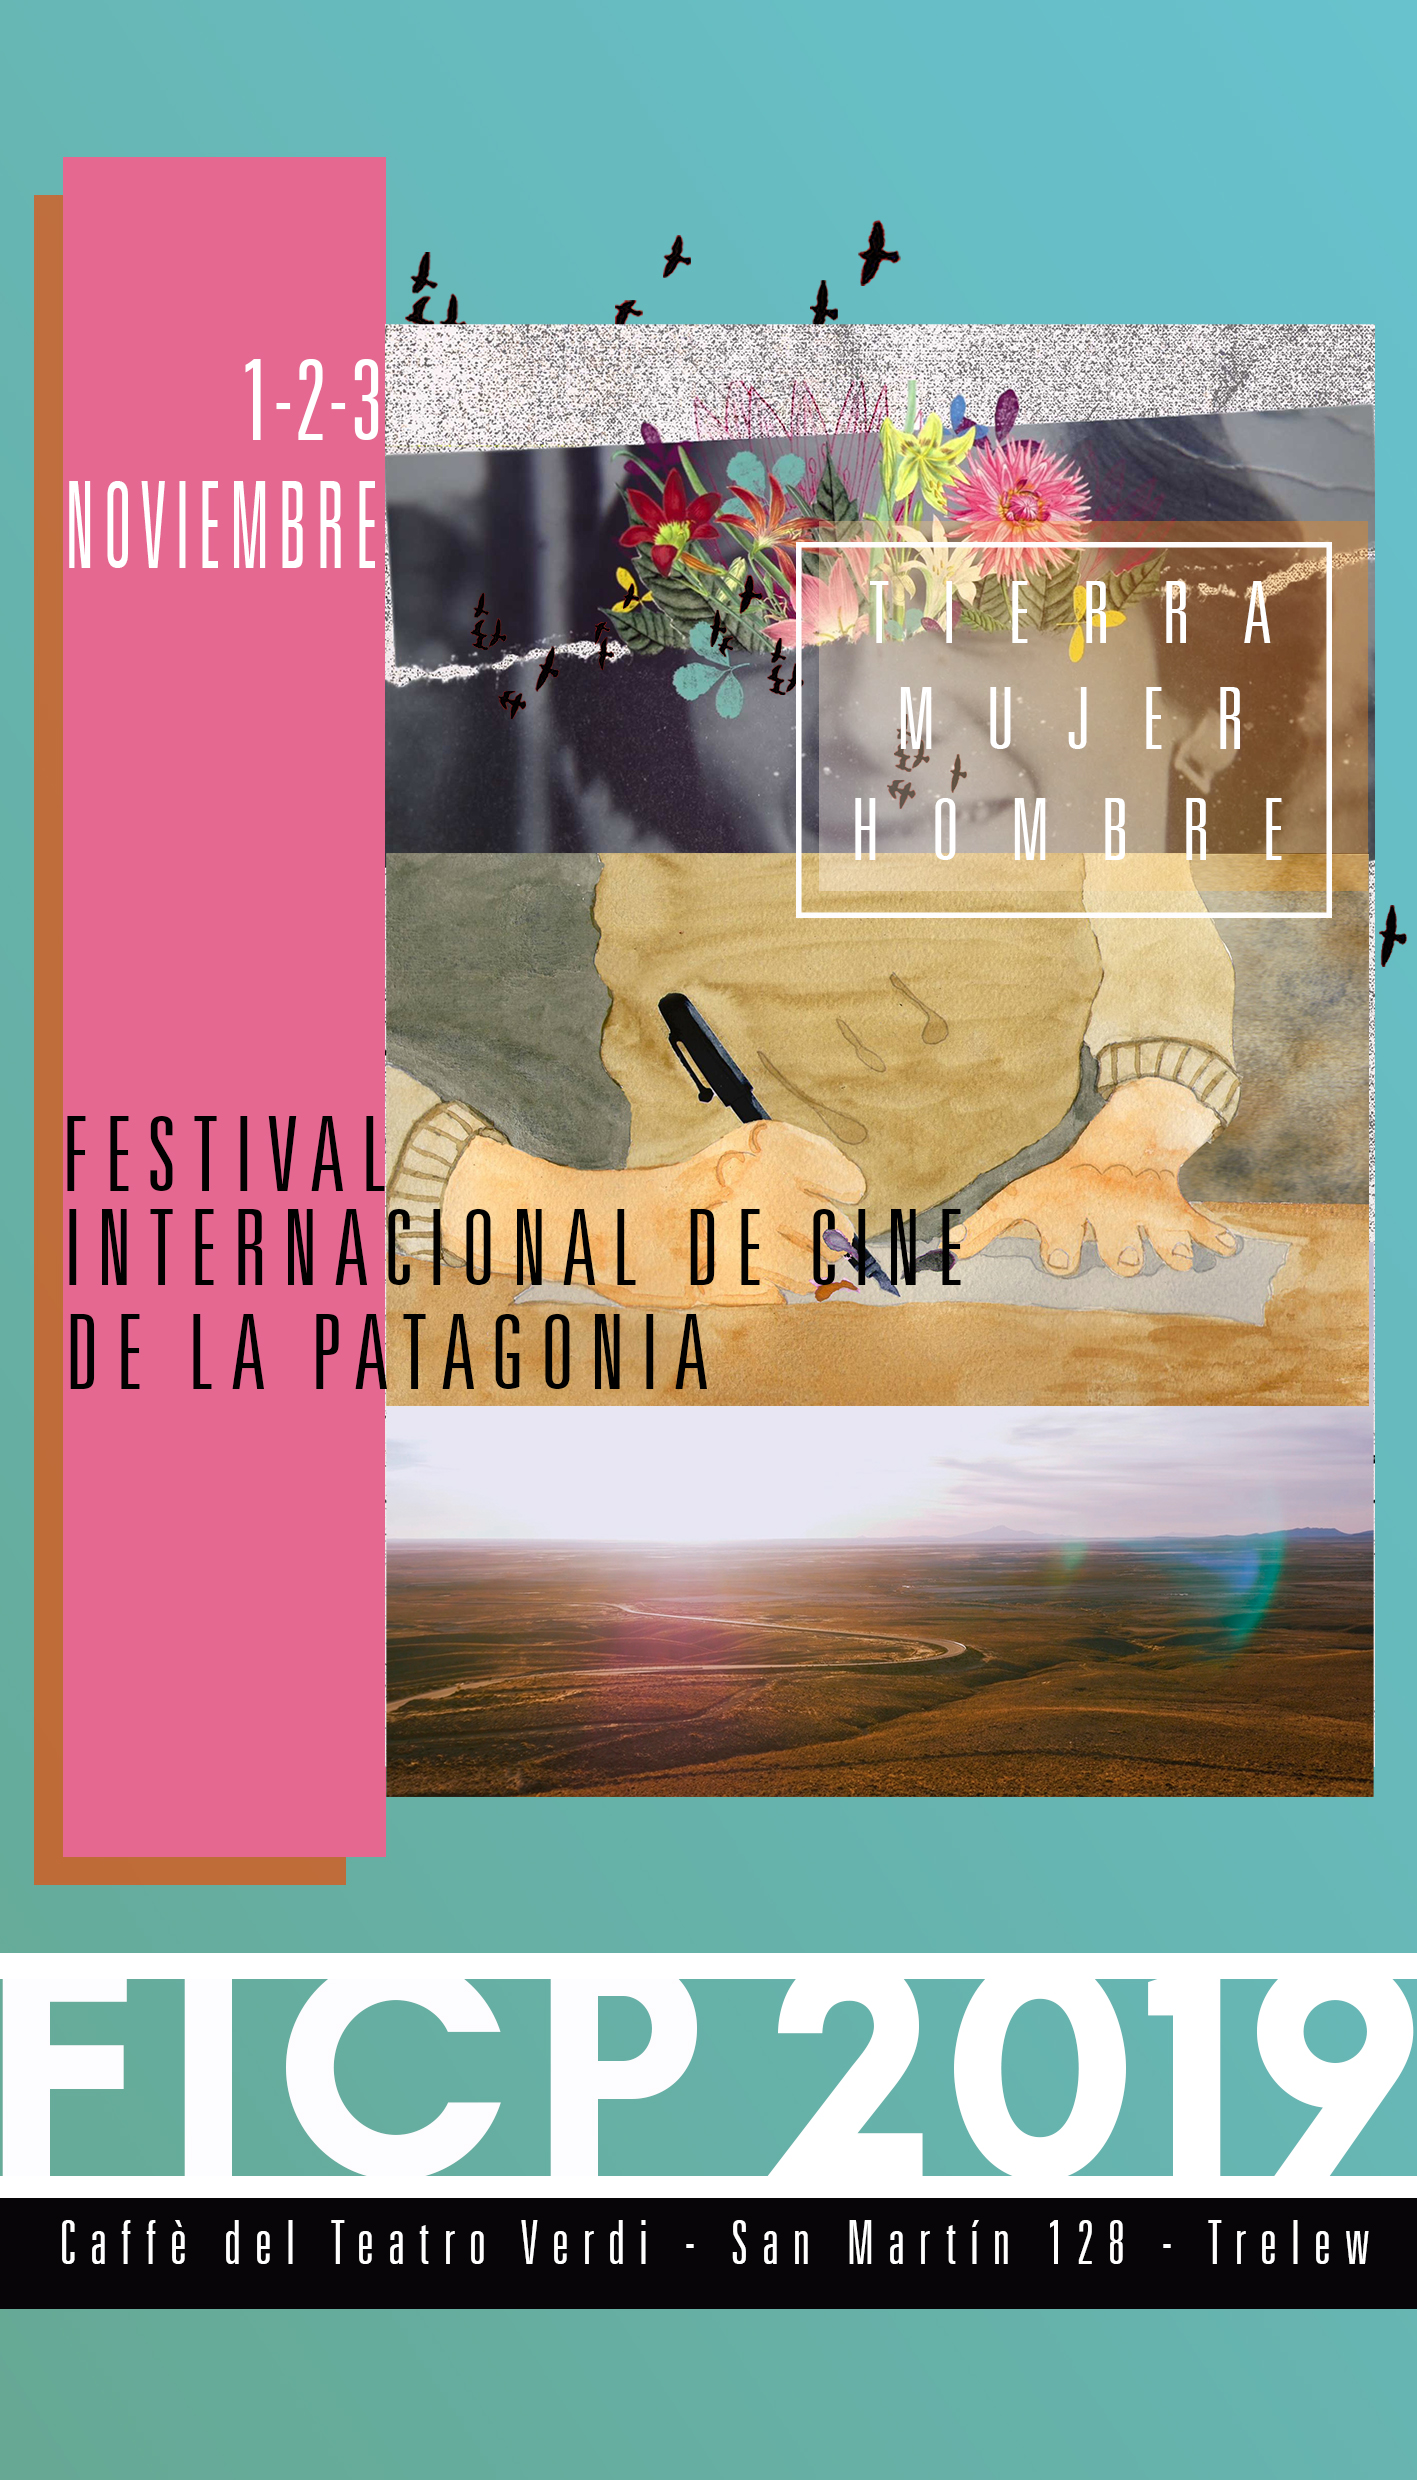 1-2-3
NOVIEMBRE
TIERRA
MUJER
HOMBRE
FESTIVAL
INTERNACIONAL DE CINE
DE LA PATAGONIA
FICP 2019
Caffè del Teatro Verdi - San Martín 128 - Trelew